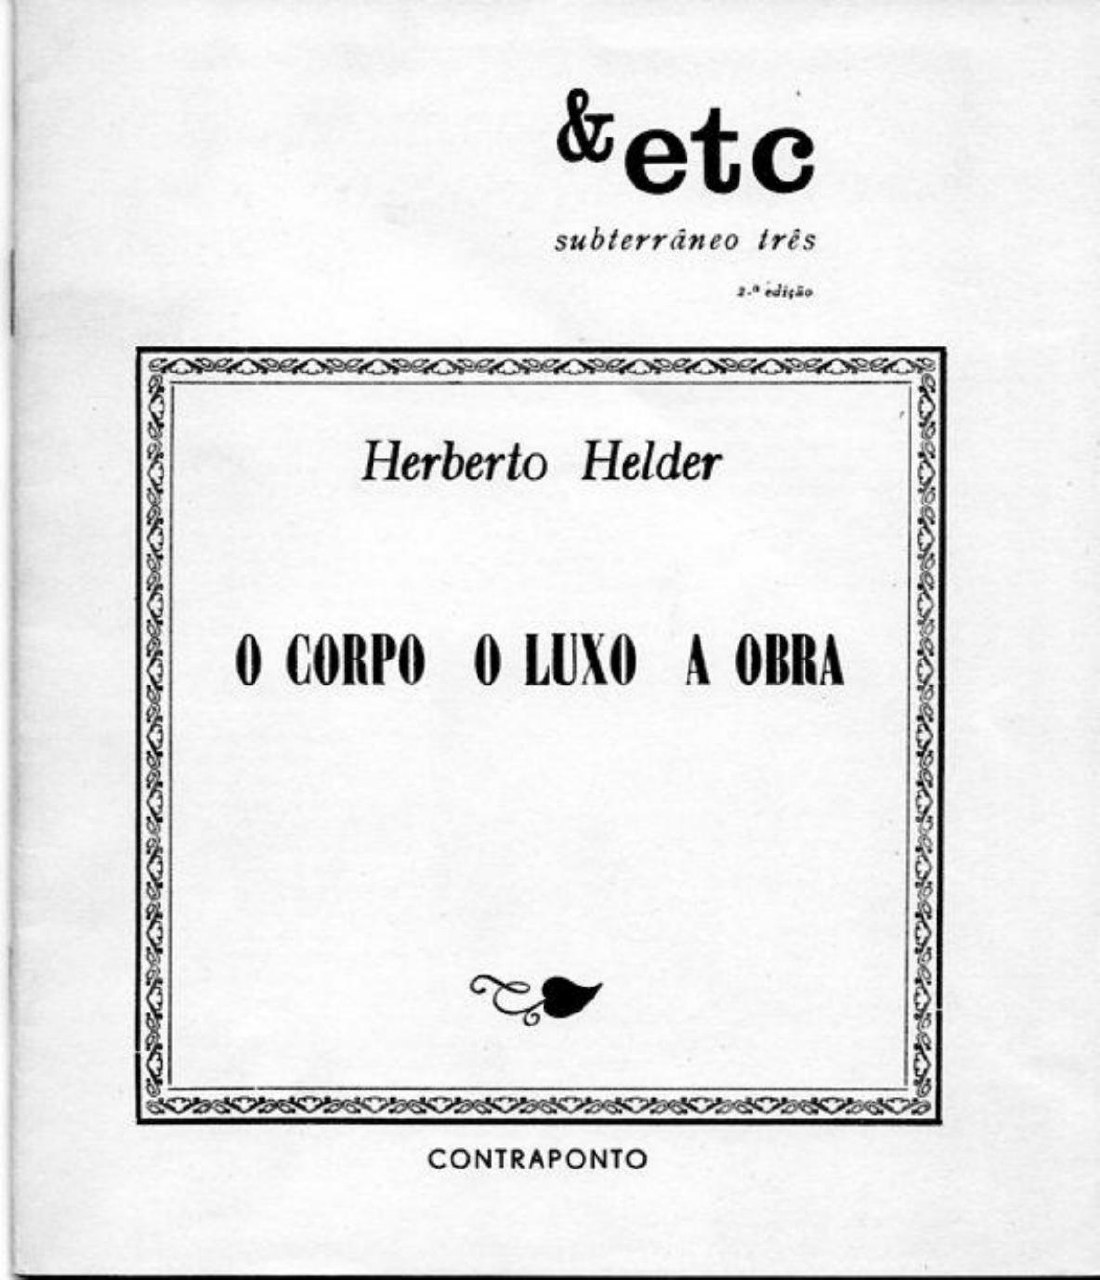 & etc
subterrâneo três
2.ª edição
Herberto Helder
O CORPO O LUXO A OBRA
CONTRAPONTO